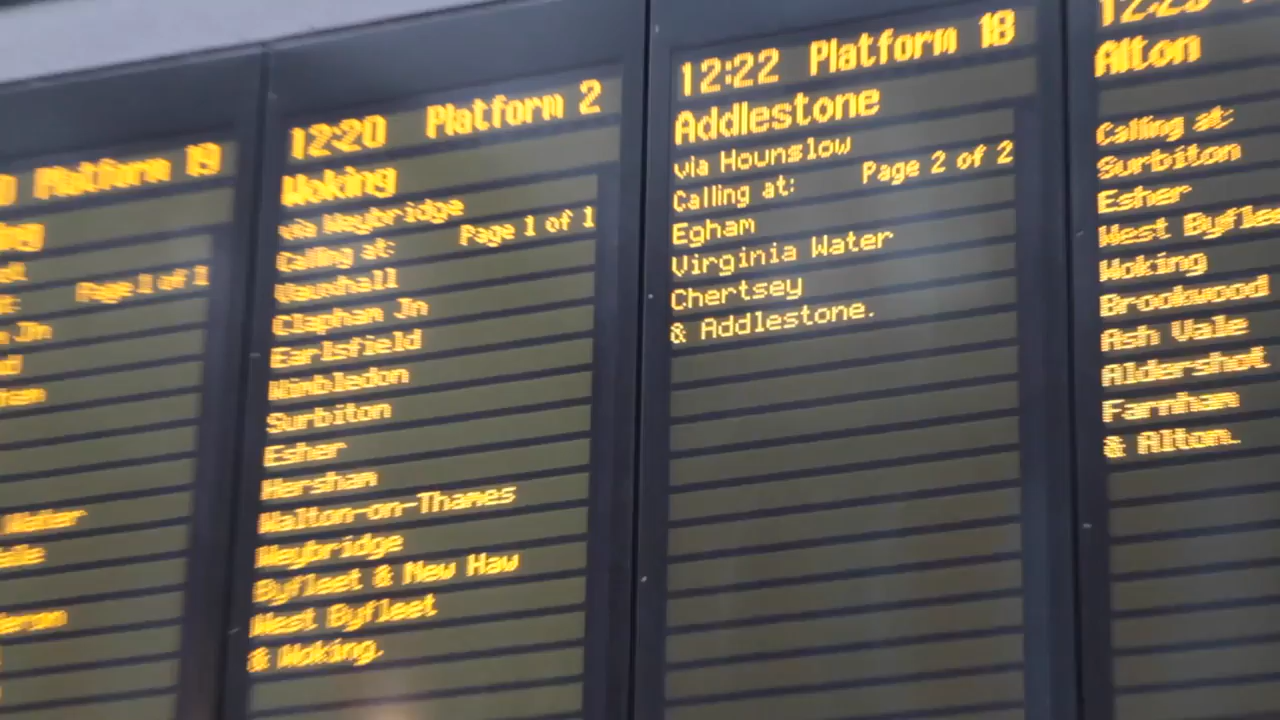 Platform 19
Page 1 of 1
12:20 Platform 2
Woking
via Weybridge
Calling at: Page 1 of 1
Vauxhall
Clapham Jn
Earlsfield
Wimbledon
Surbiton
Esher
Hersham
Walton-on-Thames
Weybridge
Byfleet & New Haw
West Byfleet
& Woking.
12:22 Platform 18
Addlestone
via Hounslow
Calling at: Page 2 of 2
Egham
Virginia Water
Chertsey
& Addlestone.
Alton
Calling at:
Surbiton
Esher
West Byflee
Woking
Brookwood
Ash Vale
Aldershot
Farnham
& Alton.